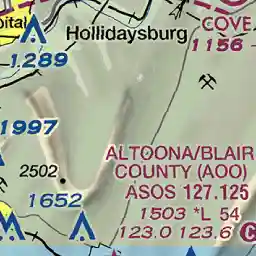 COVE
Hollidaysburg
1156
1289
1997
ALTOONA/BLAIR
COUNTY (AOO)
2502
ASOS 127.125
1652
1503 *L 54
123.0 123.6 C